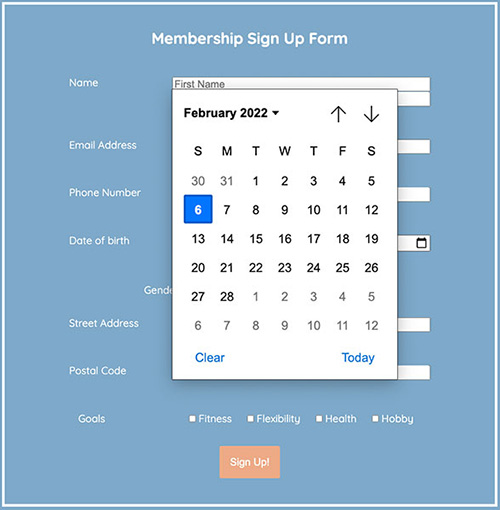 Membership Sign Up Form
Name
First Name
February 2022
S M T W T F S
30 31 1 2 3 4 5
6 7 8 9 10 11 12
13 14 15 16 17 18 19
20 21 22 23 24 25 26
27 28 1 2 3 4 5
6 7 8 9 10 11 12
Clear Today
Email Address
Phone Number
Date of birth
Gende
Street Address
Postal Code
Goals Fitness Flexibility Health Hobby
Sign Up!